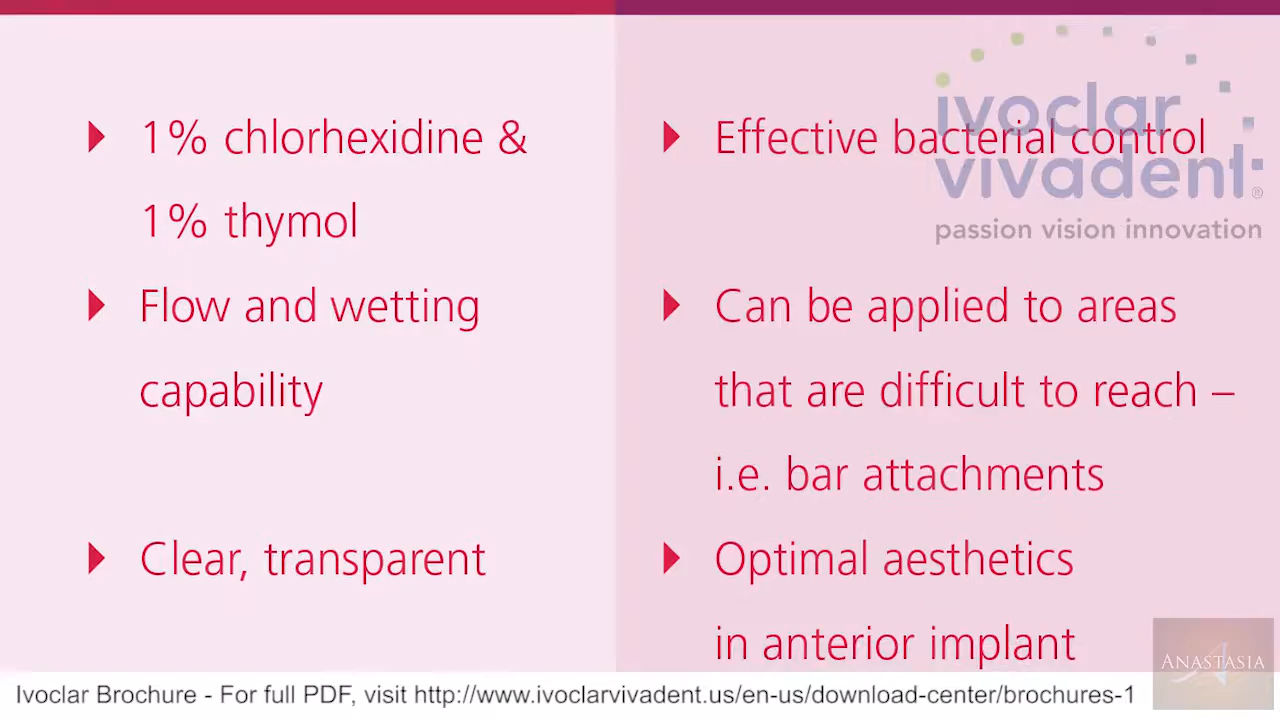 1% chlorhexidine &
1% thymol
Flow and wetting
capability
Clear, transparent
Effective bacterial control
Can be applied to areas
that are difficult to reach –
i.e. bar attachments
Optimal aesthetics
in anterior implant
ivoclar
vivadent®
passion vision innovation
Ivoclar Brochure - For full PDF, visit http://www.ivoclarvivadent.us/en-us/download-center/brochures-1
ANASTASIA